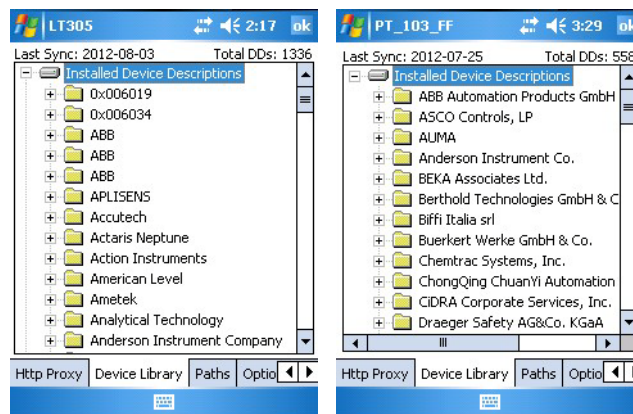 LT305 2:17 ok
Last Sync: 2012-08-03 Total DDs: 1336
Installed Device Descriptions
0x006019
0x006034
ABB
ABB
ABB
APLISENS
Accutech
Actaris Neptune
Action Instruments
American Level
Ametek
Analytical Technology
Anderson Instrument Company
Http Proxy Device Library Paths Optio
PT_103_FF 3:29 ok
Last Sync: 2012-07-25 Total DDs: 558
Installed Device Descriptions
ABB Automation Products GmbH
ASCO Controls, LP
AUMA
Anderson Instrument Co.
BEKA Associates Ltd.
Berthold Technologies GmbH & C
Biffi Italia srl
Buerkert Werke GmbH & Co.
Chemtrac Systems, Inc.
ChongQing ChuanYi Automation
CiDRA Corporate Services, Inc.
Draeger Safety AG&Co. KGaA
Http Proxy Device Library Paths Optio